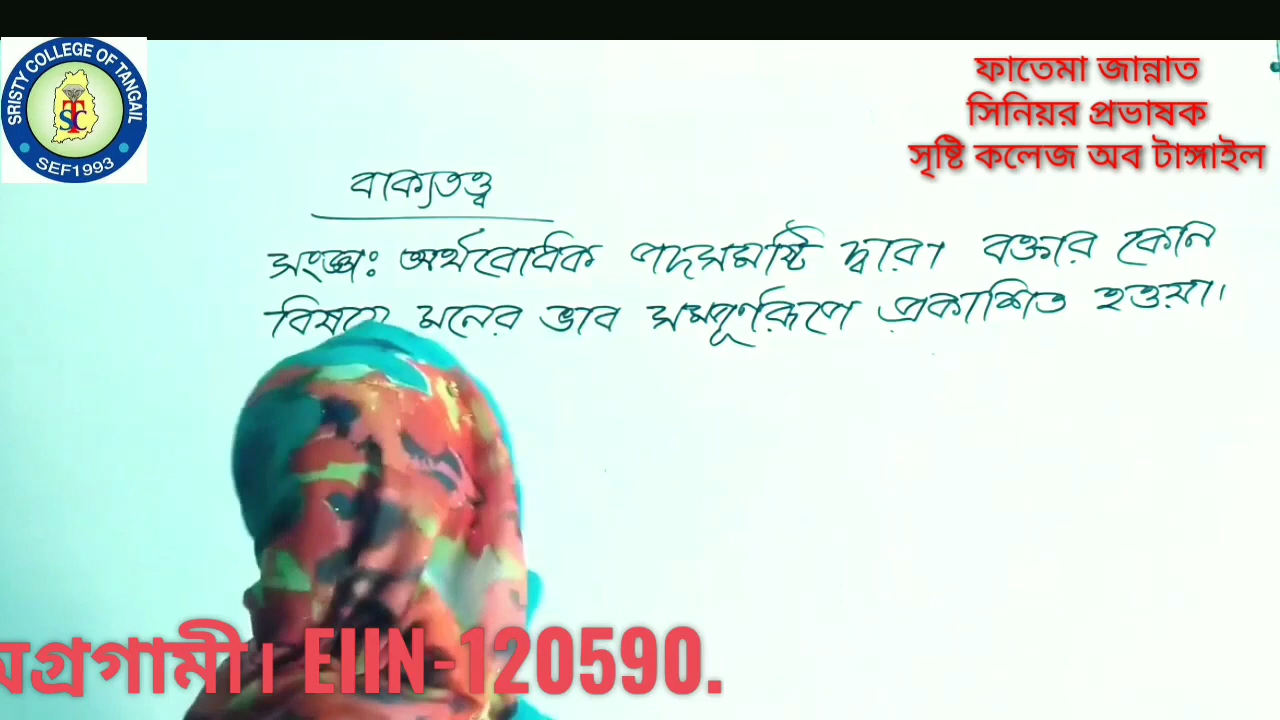 SRISTY COLLEGE OF TANGAIL
STC
SEF1993
ফাতেমা জান্নাত
সিনিয়র প্রভাষক
সৃষ্টি কলেজ অব টাঙ্গাইল
বাক্যতত্ত্ব
সংজ্ঞা: অর্থবোধক পদসমষ্টি দ্বারা বক্তার কোন
বিষয়ে মনের ভাব সম্পূর্ণরূপে প্রকাশিত হওয়া।
অগ্রগামী। EIIN-120590.